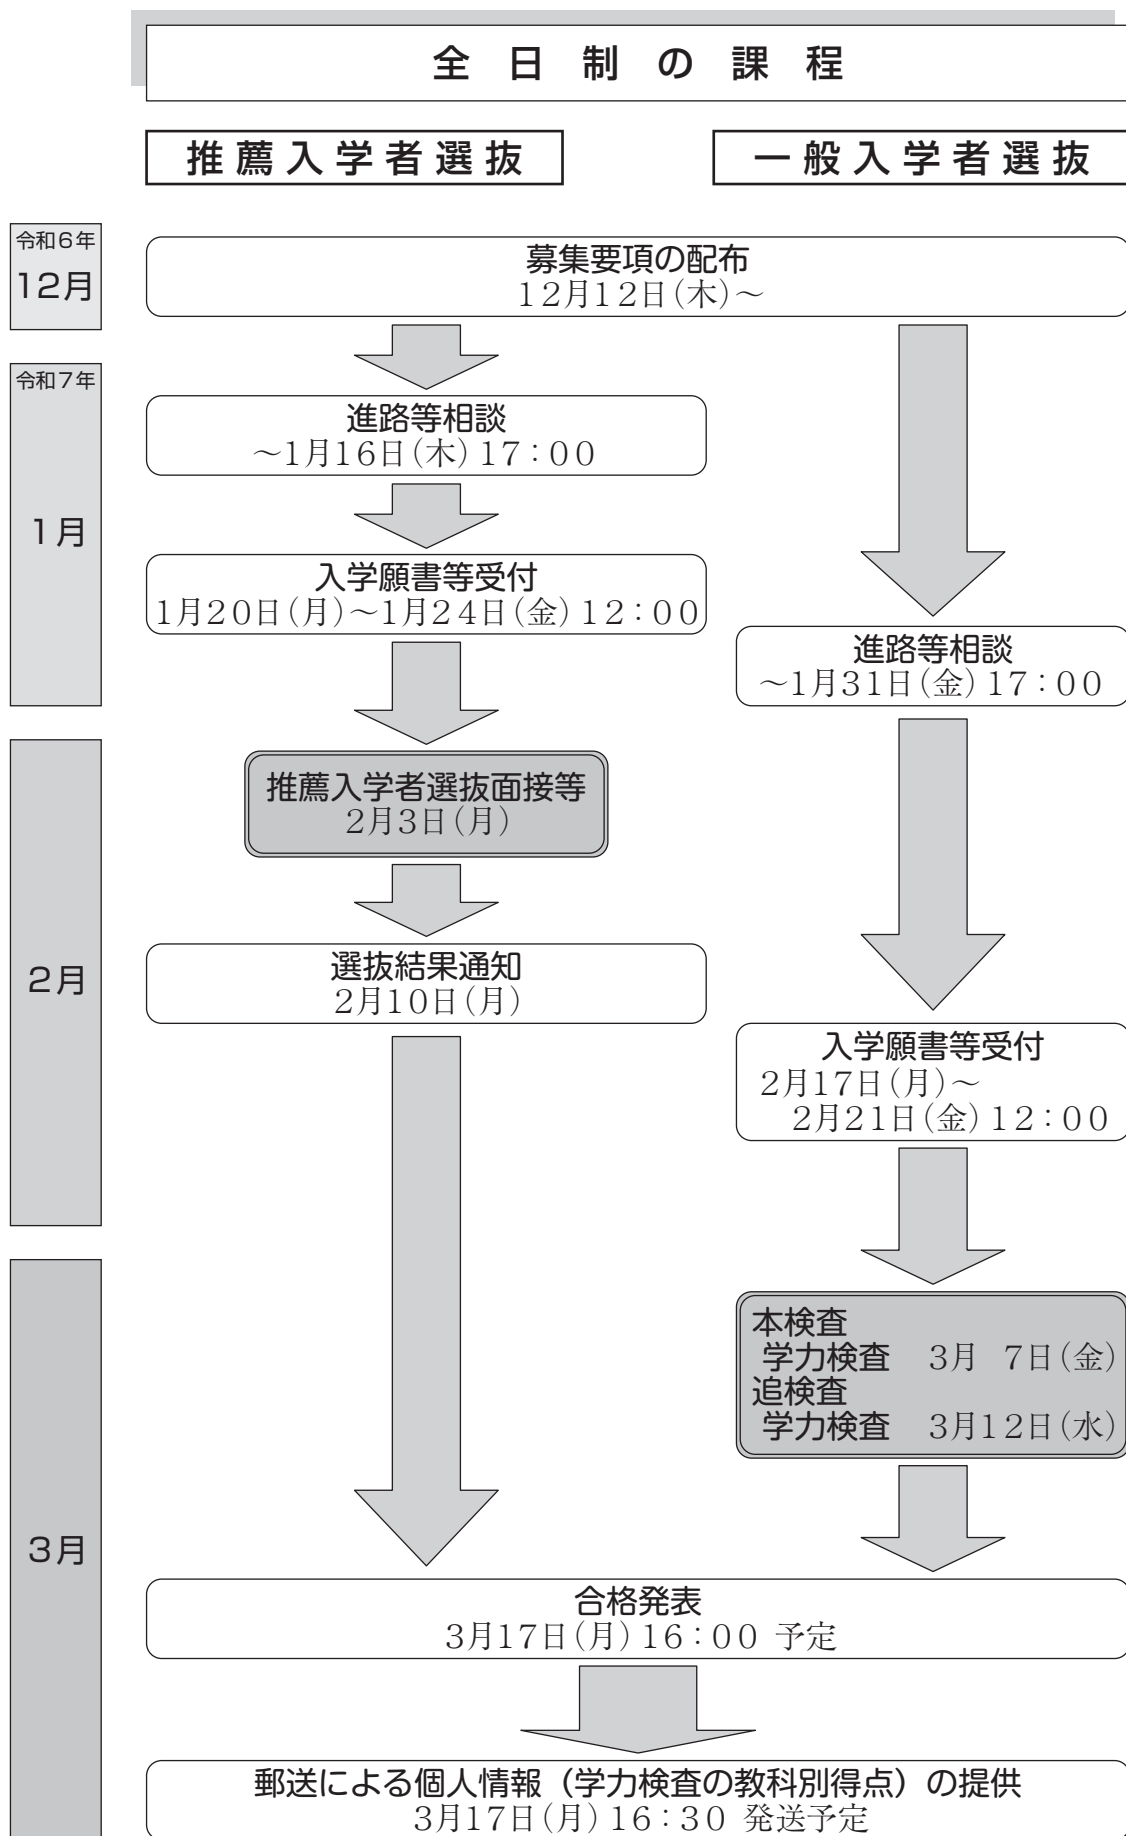 全日制の課程
推薦入学者選抜
一般入学者選抜
令和6年
12月
募集要項の配布
12月12日(木)～
令和7年
1月
進路等相談
～1月16日(木)17：00
入学願書等受付
1月20日(月)～1月24日(金)12：00
進路等相談
～1月31日(金)17：00
2月
推薦入学者選抜面接等
2月3日(月)
選抜結果通知
2月10日(月)
入学願書等受付
2月17日(月)～
2月21日(金)12：00
3月
本検査
学力検査 3月 7日(金)
追検査
学力検査 3月12日(水)
合格発表
3月17日(月)16：00 予定
郵送による個人情報（学力検査の教科別得点）の提供
3月17日(月)16：30 発送予定